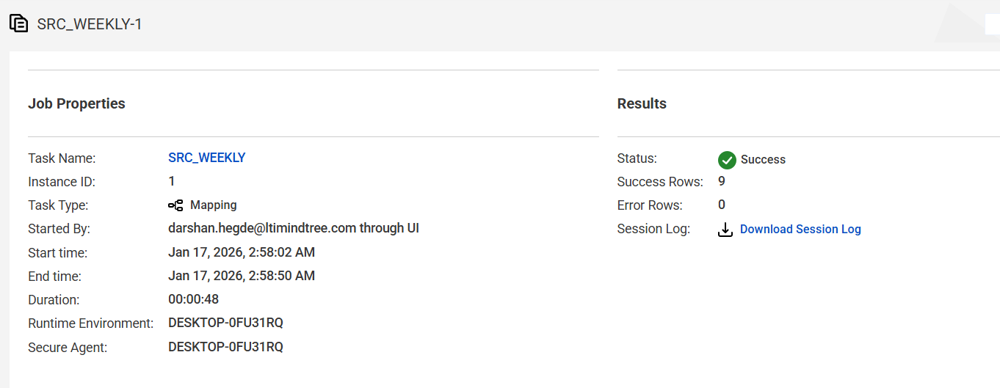 SRC_WEEKLY-1
Job Properties
Task Name: SRC_WEEKLY
Instance ID: 1
Task Type: Mapping
Started By: darshan.hegde@ltimindtree.com through UI
Start time: Jan 17, 2026, 2:58:02 AM
End time: Jan 17, 2026, 2:58:50 AM
Duration: 00:00:48
Runtime Environment: DESKTOP-0FU31RQ
Secure Agent: DESKTOP-0FU31RQ
Results
Status: Success
Success Rows: 9
Error Rows: 0
Session Log: Download Session Log